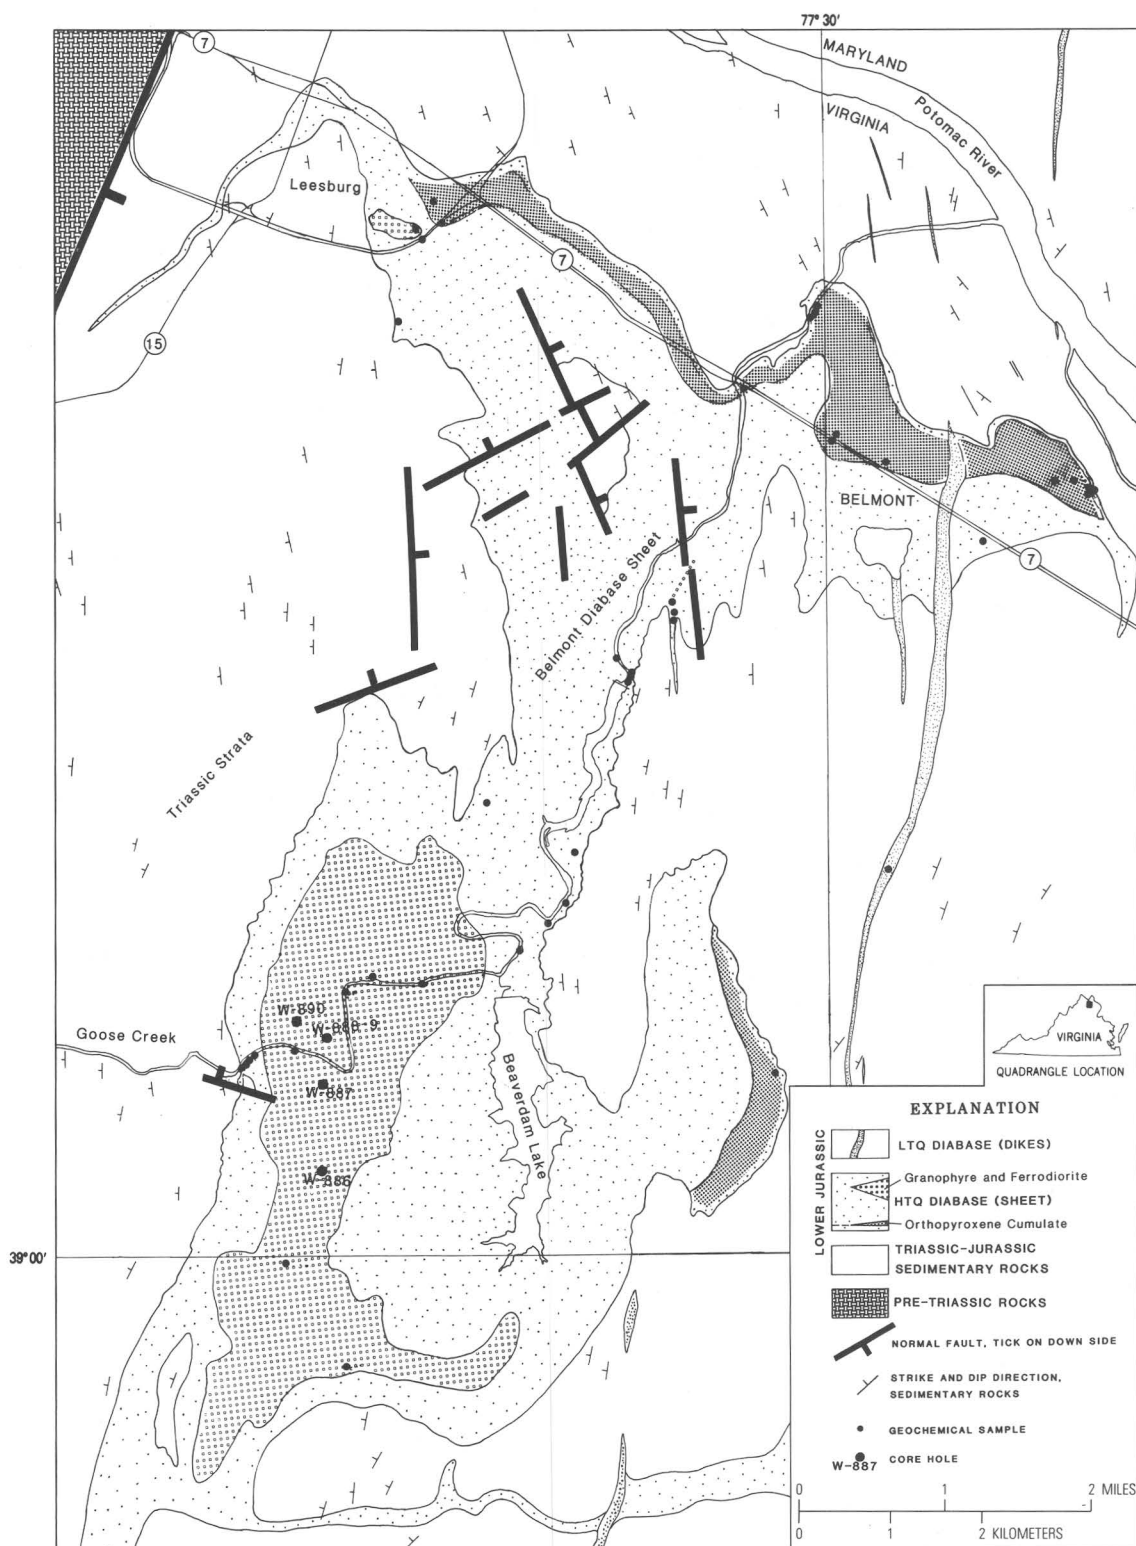 77° 30'
7
MARYLAND
Potomac River
VIRGINIA
Leesburg
7
15
BELMONT
7
Belmont Diabase Sheet
Triassic Strata
W-890
W-888-9
Goose Creek
W-887
Beaverdam Lake
W-886
39° 00'
VIRGINIA
QUADRANGLE LOCATION
EXPLANATION
LOWER JURASSIC
LTQ DIABASE (DIKES)
Granophyre and Ferrodiorite
HTQ DIABASE (SHEET)
Orthopyroxene Cumulate
TRIASSIC-JURASSIC
SEDIMENTARY ROCKS
PRE-TRIASSIC ROCKS
NORMAL FAULT, TICK ON DOWN SIDE
STRIKE AND DIP DIRECTION,
SEDIMENTARY ROCKS
GEOCHEMICAL SAMPLE
W-887 CORE HOLE
0 1 2 MILES
0 1 2 KILOMETERS